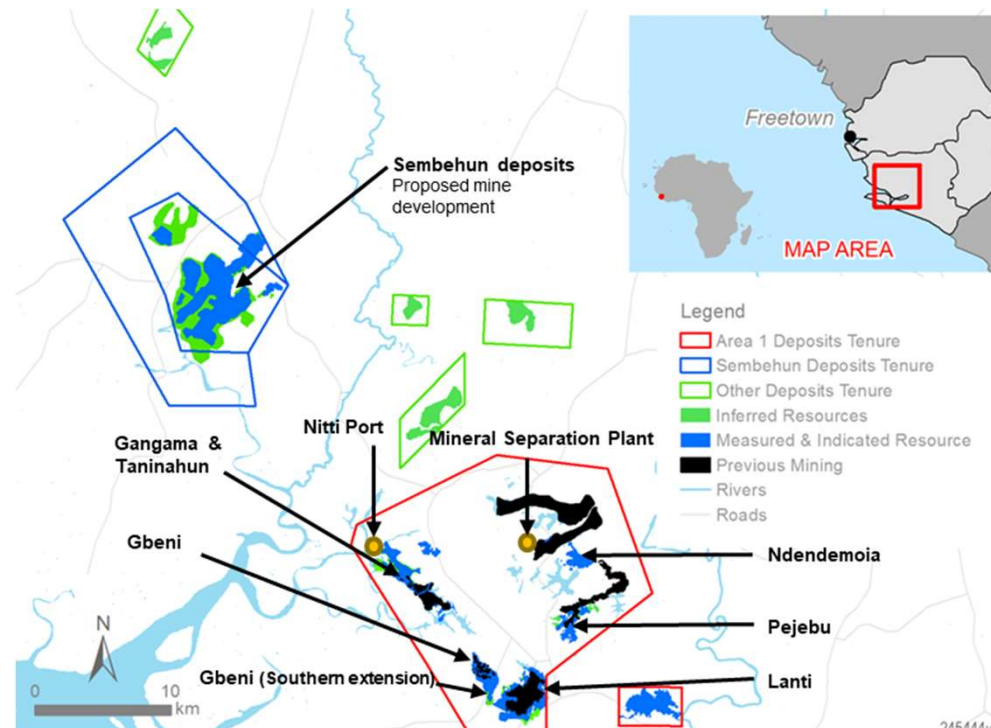 Freetown
MAP AREA
Sembehun deposits
Proposed mine
development
Legend
Area 1 Deposits Tenure
Sembehun Deposits Tenure
Other Deposits Tenure
Inferred Resources
Measured & Indicated Resource
Previous Mining
Rivers
Roads
Nitti Port
Mineral Separation Plant
Gangama &
Taninahun
Gbeni
Ndendemoia
Pejebu
Gbeni (Southern extension)
Lanti
N
0 10
km